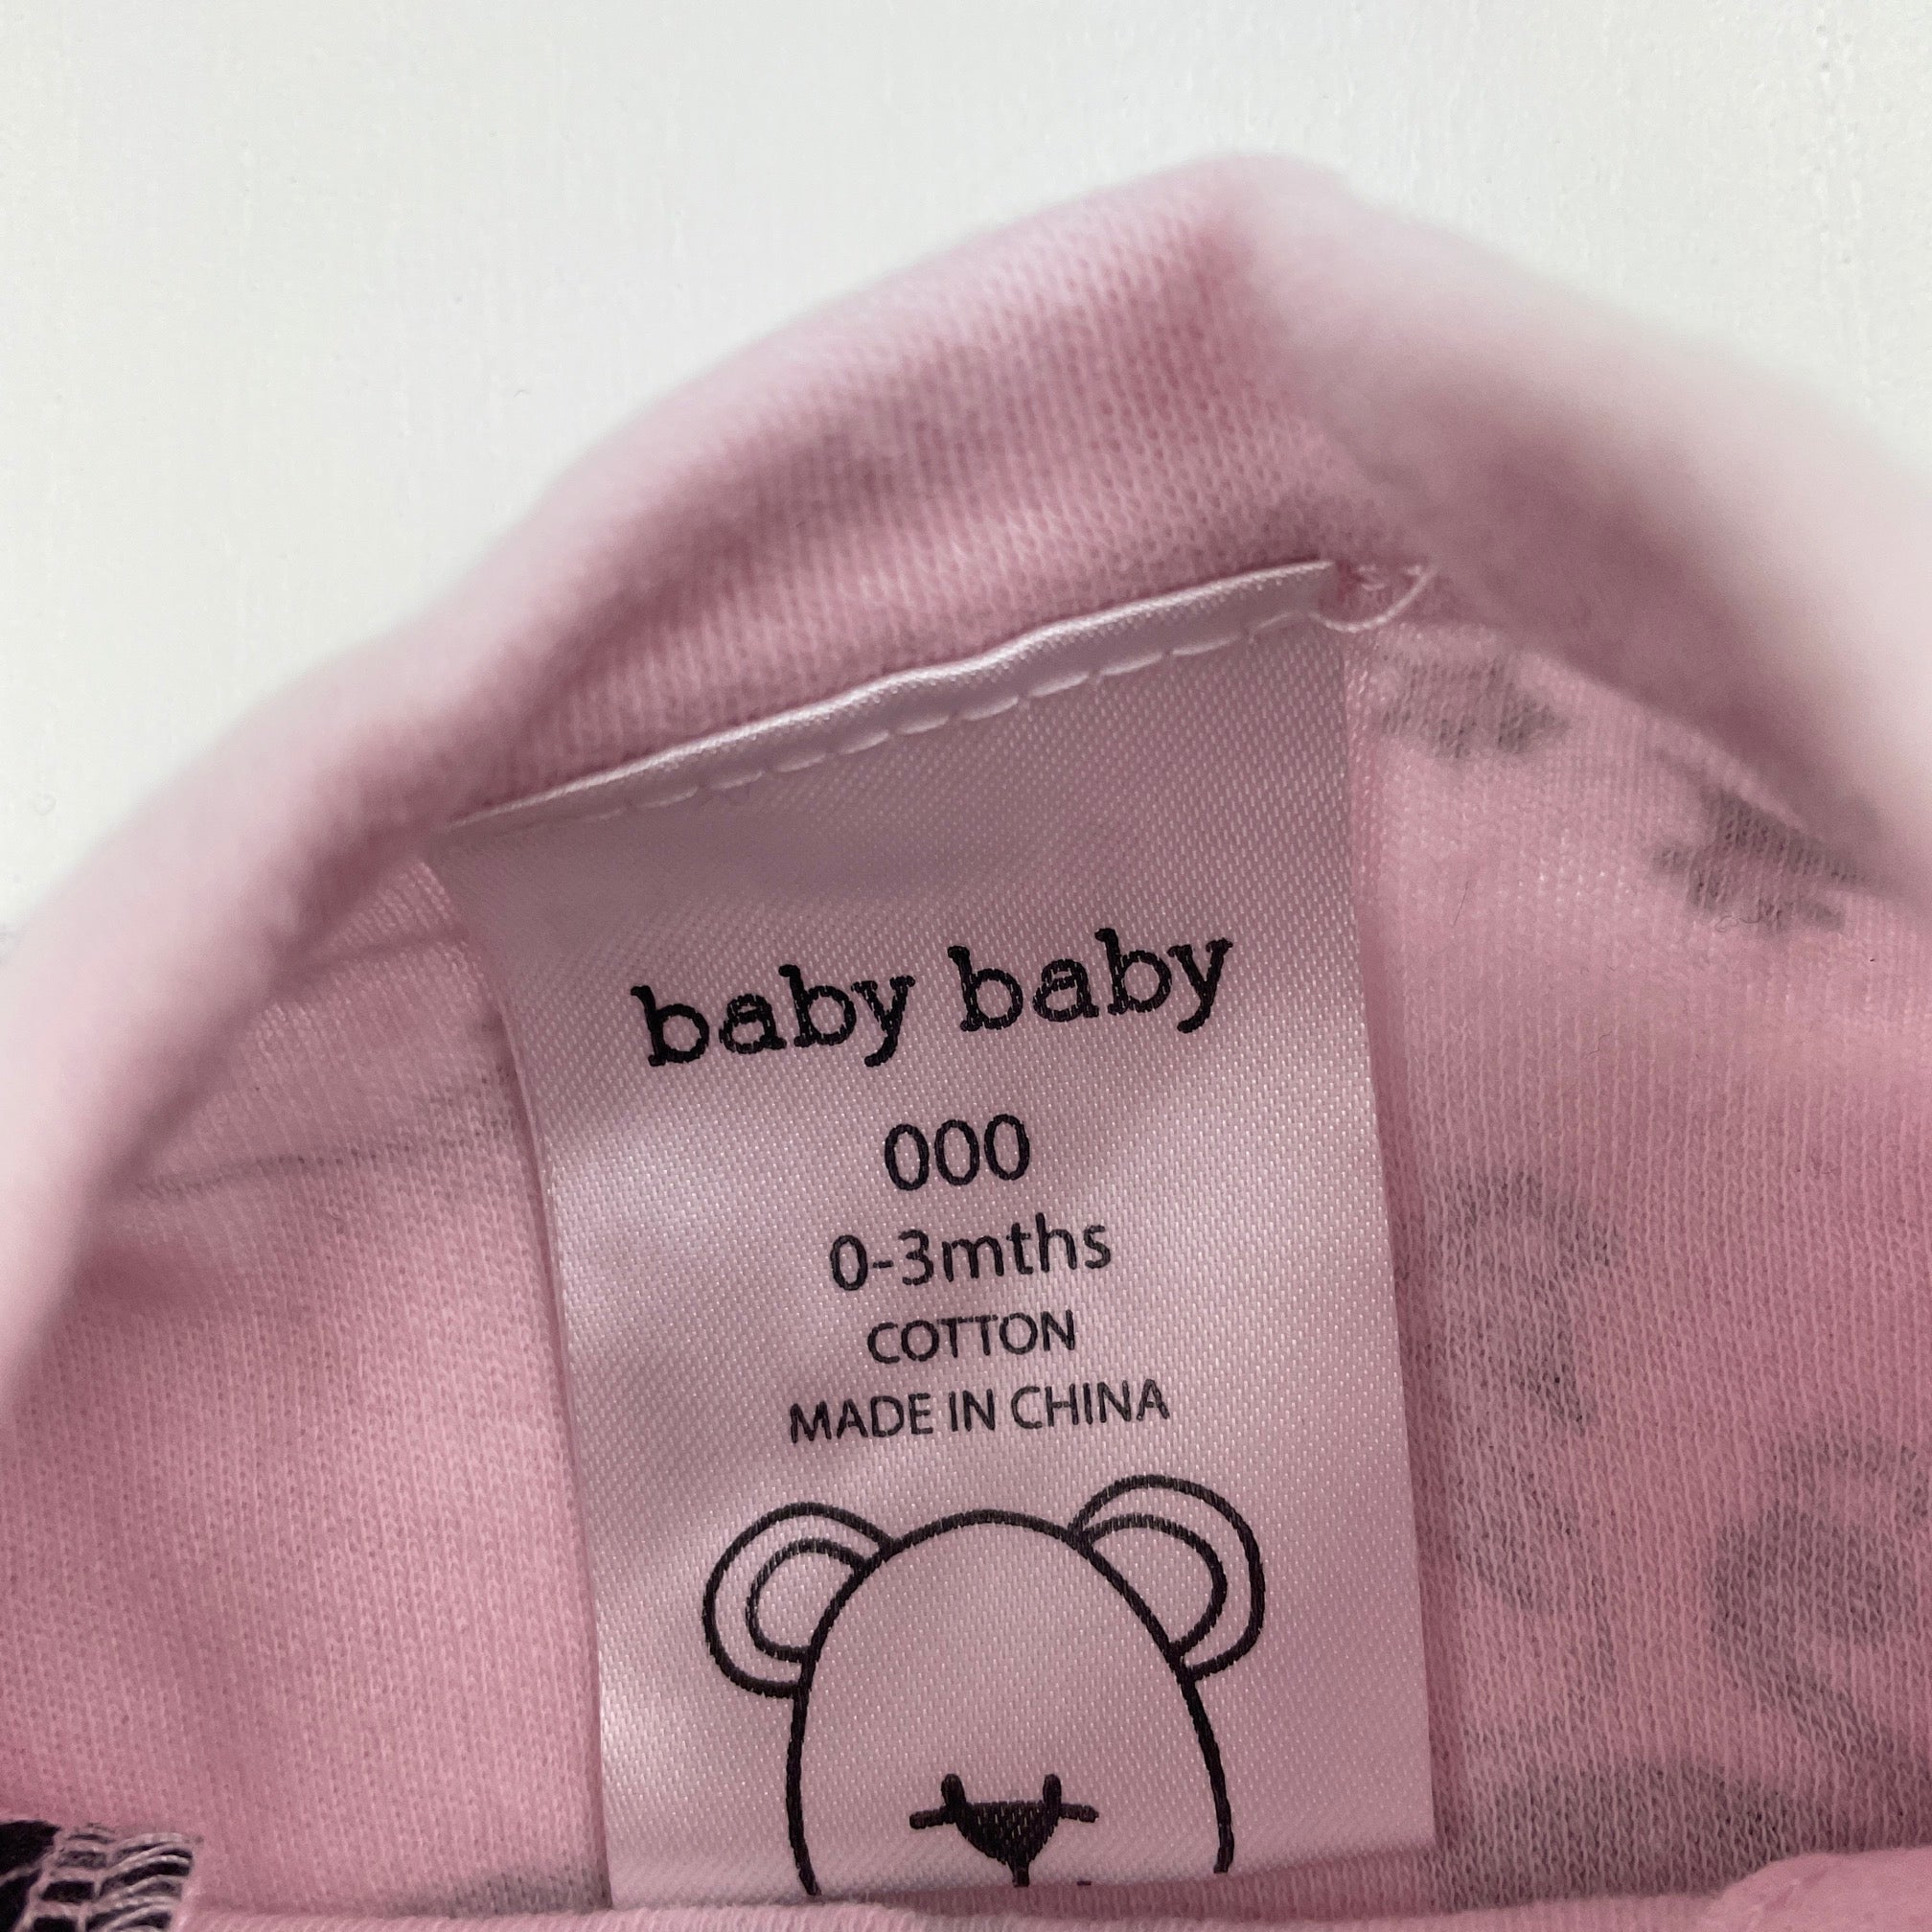 baby baby
000
0-3mths
COTTON
MADE IN CHINA